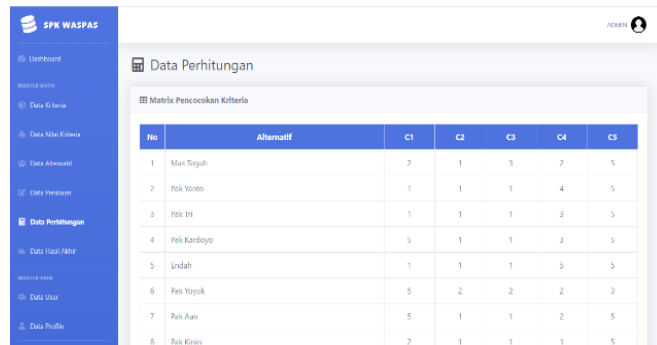 SPK WASPAS
ADMIN
Dashboard
MASTER DATA
Data Kriteria
Data Nilai Kriteria
Data Alternatif
Data Penilaian
Data Perhitungan
Data Hasil Akhir
MASTER USER
Data User
Data Profile
Data Perhitungan
Matrix Pencocokan Kriteria
No Alternatif C1 C2 C3 C4 C5
1 Mas Teguh 2 1 3 2 5
2 Pak Yanto 1 1 1 4 5
3 Pak Tri 1 1 1 3 5
4 Pak Kardoyo 5 1 1 3 5
5 Endah 1 1 1 5 5
6 Pak Yoyok 5 2 2 2 3
7 Pak Aan 5 1 1 2 5
8 Pak 2 1 1 1 5